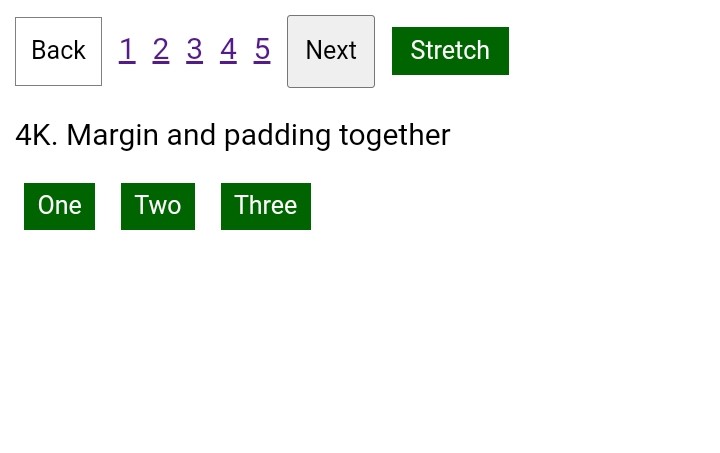 Back 1 2 3 4 5 Next Stretch
4K. Margin and padding together
One Two Three